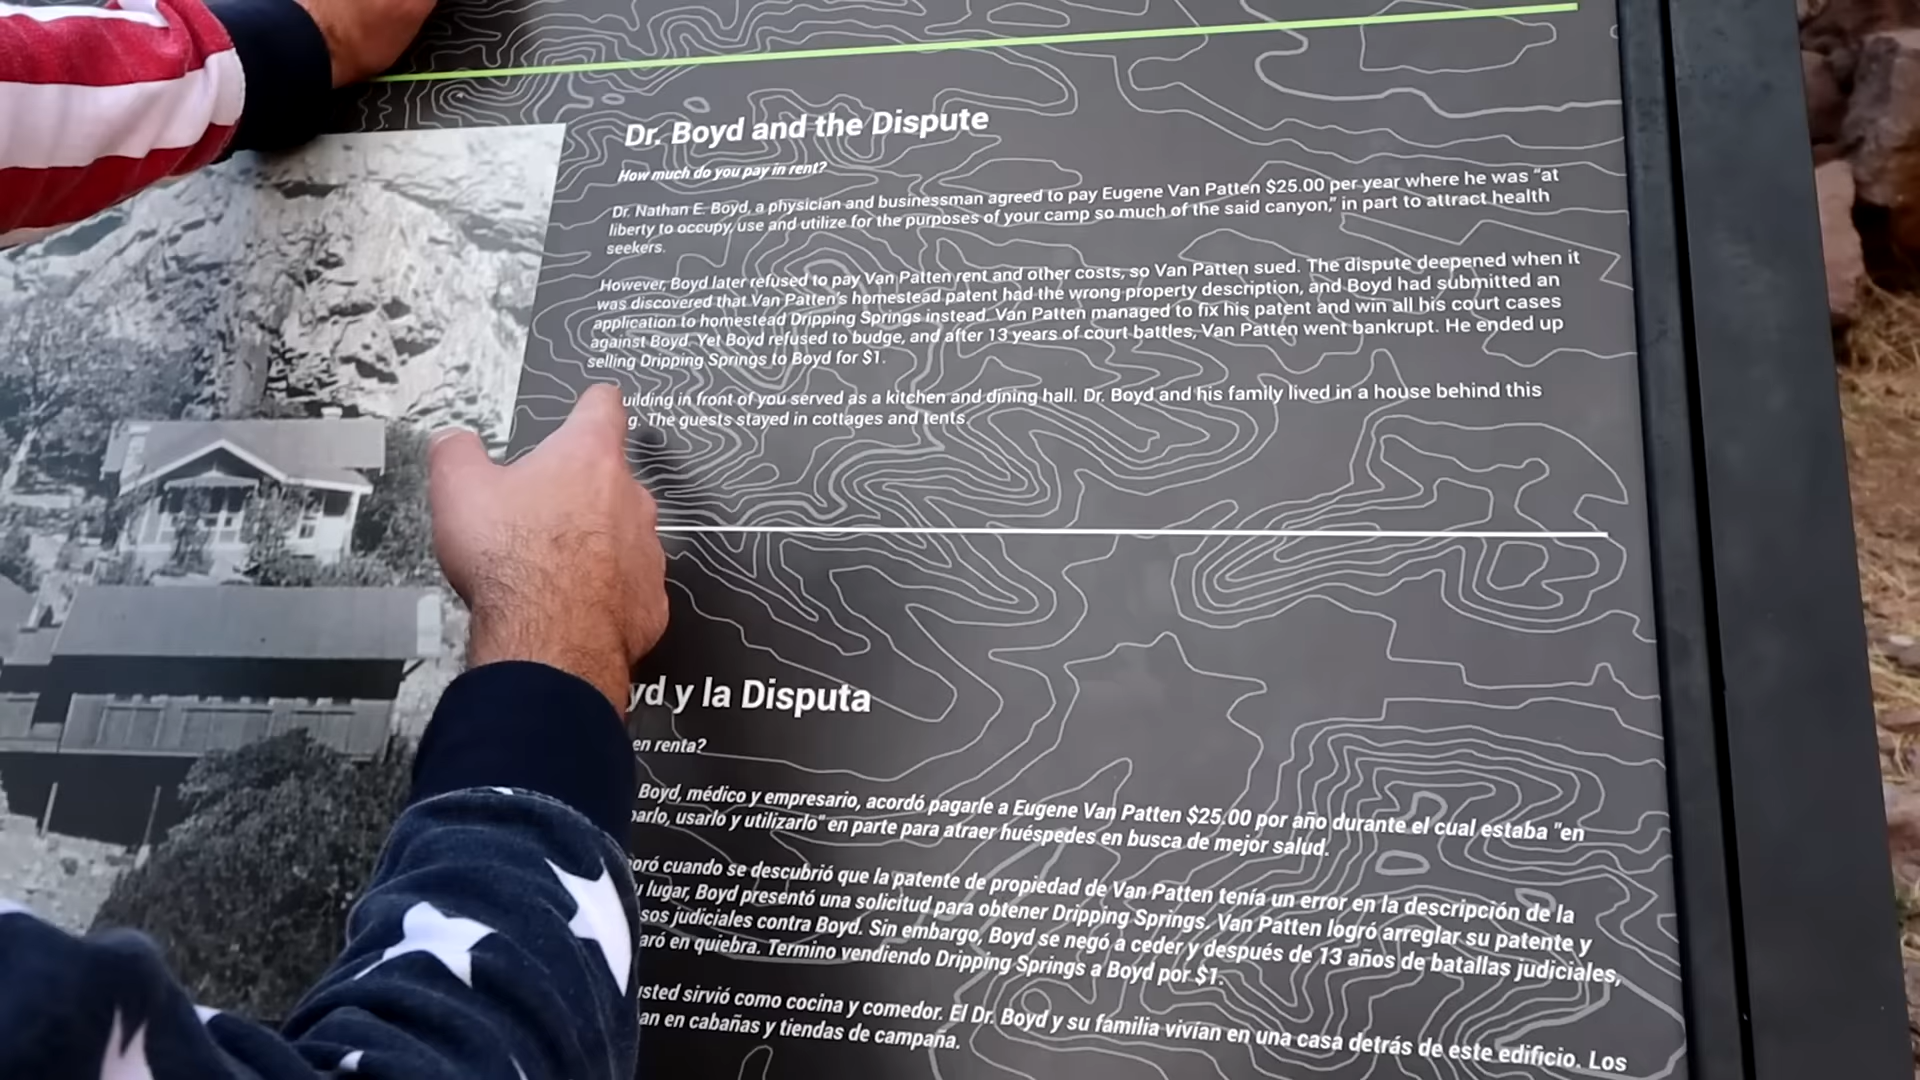 Dr. Boyd and the Dispute
How much do you pay in rent?
Dr. Nathan E. Boyd, a physician and businessman agreed to pay Eugene Van Patten $25.00 per year where he was "at
liberty to occupy, use and utilize for the purposes of your camp so much of the said canyon," in part to attract health
seekers.
However, Boyd later refused to pay Van Patten rent and other costs, so Van Patten sued. The dispute deepened when it
was discovered that Van Patten's homestead patent had the wrong property description, and Boyd had submitted an
application to homestead Dripping Springs instead. Van Patten managed to fix his patent and win all his court cases
against Boyd. Yet Boyd refused to budge, and after 13 years of court battles, Van Patten went bankrupt. He ended up
selling Dripping Springs to Boyd for $1.
uilding in front of you served as a kitchen and dining hall. Dr. Boyd and his family lived in a house behind this
g. The guests stayed in cottages and tents.
yd y la Disputa
en renta?
Boyd, médico y empresario, acordó pagarle a Eugene Van Patten $25.00 por año durante el cual estaba "en
parlo, usarlo y utilizarlo" en parte para atraer huéspedes en busca de mejor salud.
oró cuando se descubrió que la patente de propiedad de Van Patten tenía un error en la descripción de la
u lugar, Boyd presentó una solicitud para obtener Dripping Springs. Van Patten logró arreglar su patente y
sos judiciales contra Boyd. Sin embargo, Boyd se negó a ceder y después de 13 años de batallas judiciales,
aró en quiebra. Termino vendiendo Dripping Springs a Boyd por $1.
usted sirvió como cocina y comedor. El Dr. Boyd y su familia vivían en una casa detrás de este edificio. Los
an en cabañas y tiendas de campaña.